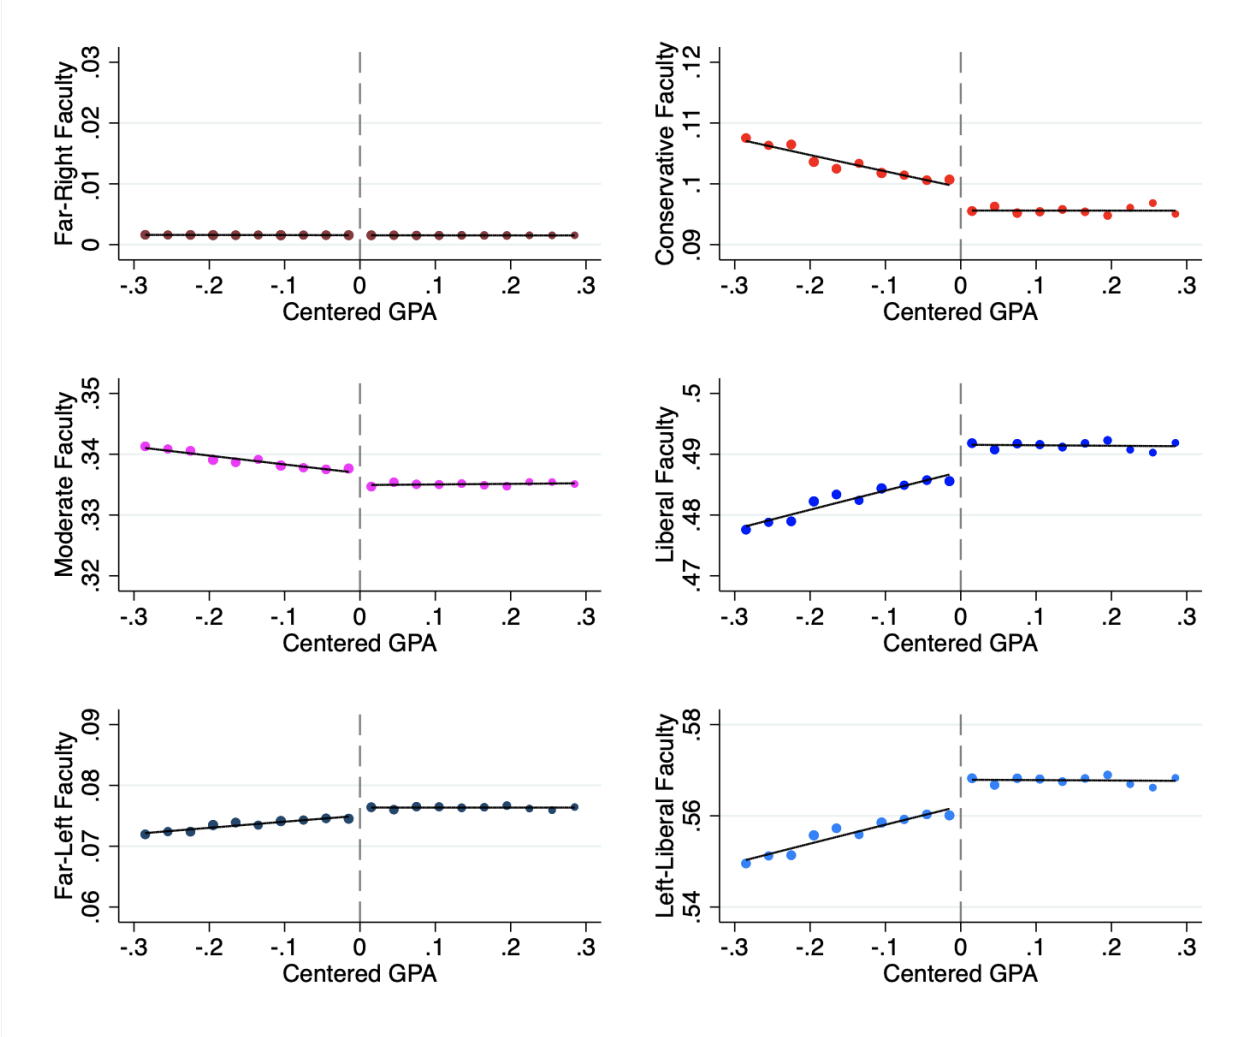 Far-Right Faculty
.03
.02
.01
0
-.3 -.2 -.1 0 .1 .2 .3
Centered GPA
Conservative Faculty
.12
.11
.1
.09
-.3 -.2 -.1 0 .1 .2 .3
Centered GPA
Moderate Faculty
.35
.34
.33
.32
-.3 -.2 -.1 0 .1 .2 .3
Centered GPA
Liberal Faculty
.5
.49
.48
.47
-.3 -.2 -.1 0 .1 .2 .3
Centered GPA
Far-Left Faculty
.09
.08
.07
.06
-.3 -.2 -.1 0 .1 .2 .3
Centered GPA
Left-Liberal Faculty
.58
.56
.54
-.3 -.2 -.1 0 .1 .2 .3
Centered GPA